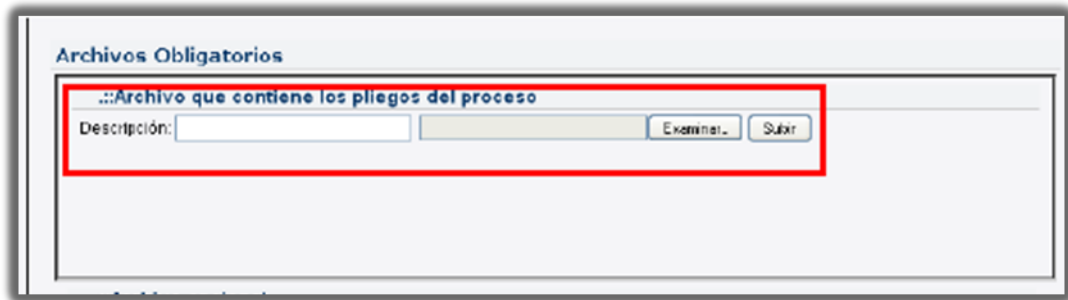 Archivos Obligatorios
.::Archivo que contiene los pliegos del proceso
Descripción: Examinar... Subir